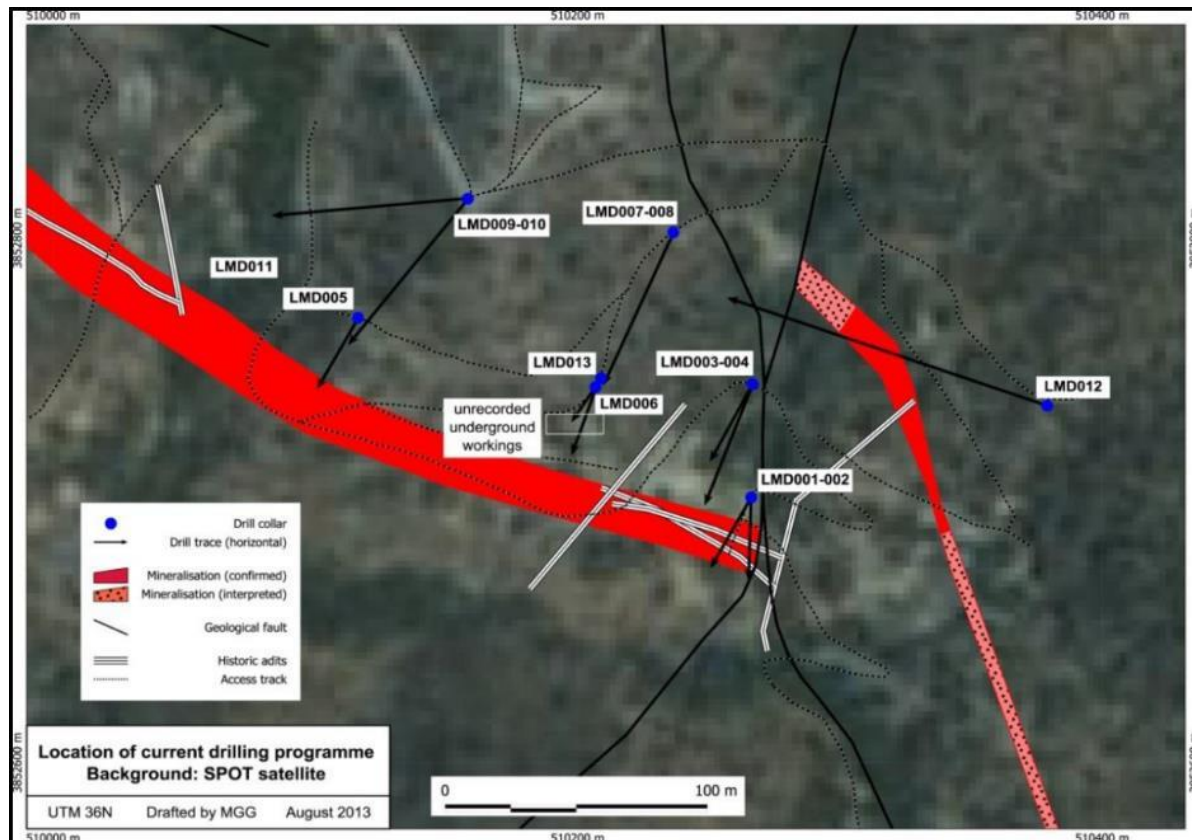 510000 m
510200 m
510400 m
3852800 m
LMD009-010
LMD007-008
LMD011
LMD005
LMD013
LMD003-004
LMD006
LMD012
unrecorded
underground
workings
LMD001-002
Drill collar
Drill trace (horizontal)
Mineralisation (confirmed)
Mineralisation (interpreted)
Geological fault
Historic adits
Access track
3852600 m
Location of current drilling programme
Background: SPOT satellite
UTM 36N Drafted by MGG August 2013
0 100 m
510000 m
510200 m
510400 m